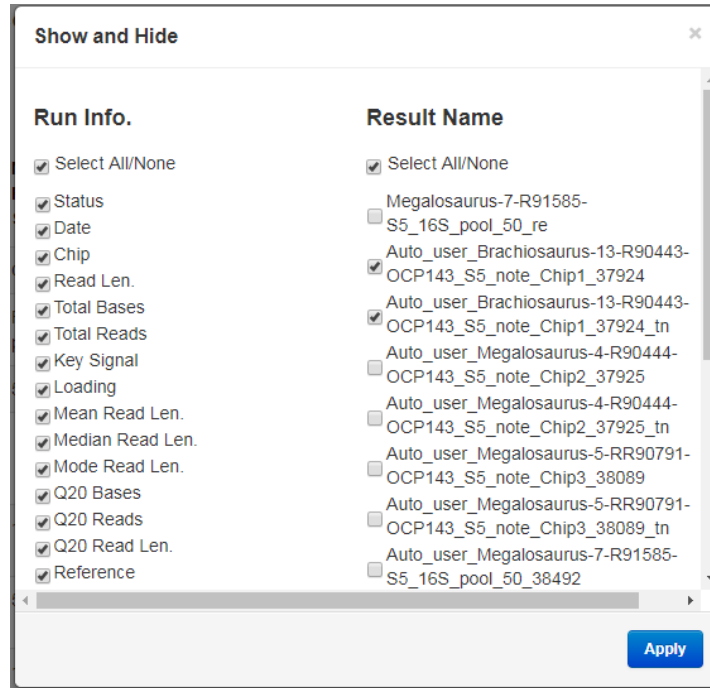 Show and Hide
×
Run Info.
Select All/None
Status
Date
Chip
Read Len.
Total Bases
Total Reads
Key Signal
Loading
Mean Read Len.
Median Read Len.
Mode Read Len.
Q20 Bases
Q20 Reads
Q20 Read Len.
Reference
Result Name
Select All/None
Megalosaurus-7-R91585-
S5_16S_pool_50_re
Auto_user_Brachiosaurus-13-R90443-
OCP143_S5_note_Chip1_37924
Auto_user_Brachiosaurus-13-R90443-
OCP143_S5_note_Chip1_37924_tn
Auto_user_Megalosaurus-4-R90444-
OCP143_S5_note_Chip2_37925
Auto_user_Megalosaurus-4-R90444-
OCP143_S5_note_Chip2_37925_tn
Auto_user_Megalosaurus-5-RR90791-
OCP143_S5_note_Chip3_38089
Auto_user_Megalosaurus-5-RR90791-
OCP143_S5_note_Chip3_38089_tn
Auto_user_Megalosaurus-7-R91585-
S5_16S_pool_50_38492
Apply